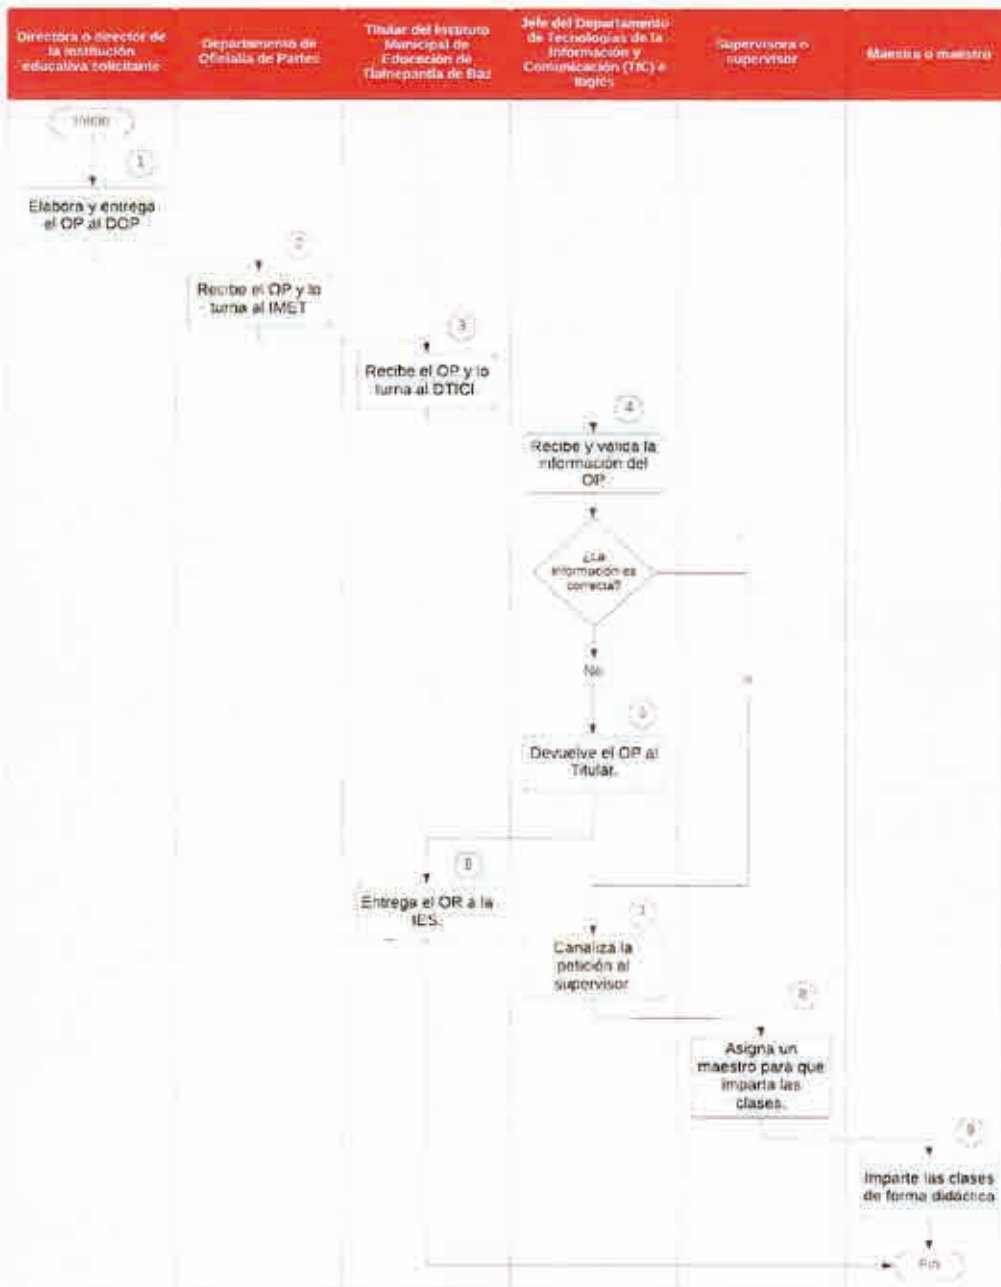 Directora o director de
la institución
educativa solicitante
Departamento de
Oficialía de Partes
Titular del Instituto
Municipal de
Educación de
Tlalnepantla de Baz
Jefe del Departamento
de Tecnologías de la
Información y
Comunicación (TIC) e
Inglés
Supervisora o
supervisor
Maestra o maestro
Inicio
1
Elabora y entrega
el OP al DOP
2
Recibe el OP y lo
turna al IMET
3
Recibe el OP y lo
turna al DTICI
4
Recibe y valida la
información del
OP
¿La
información es
correcta?
No
5
Devuelve el OP al
Titular.
6
Entrega el OR a la
IES.
7
Canaliza la
petición al
supervisor
8
Asigna un
maestro para que
imparta las
clases.
9
Imparte las clases
de forma didáctica
Fin